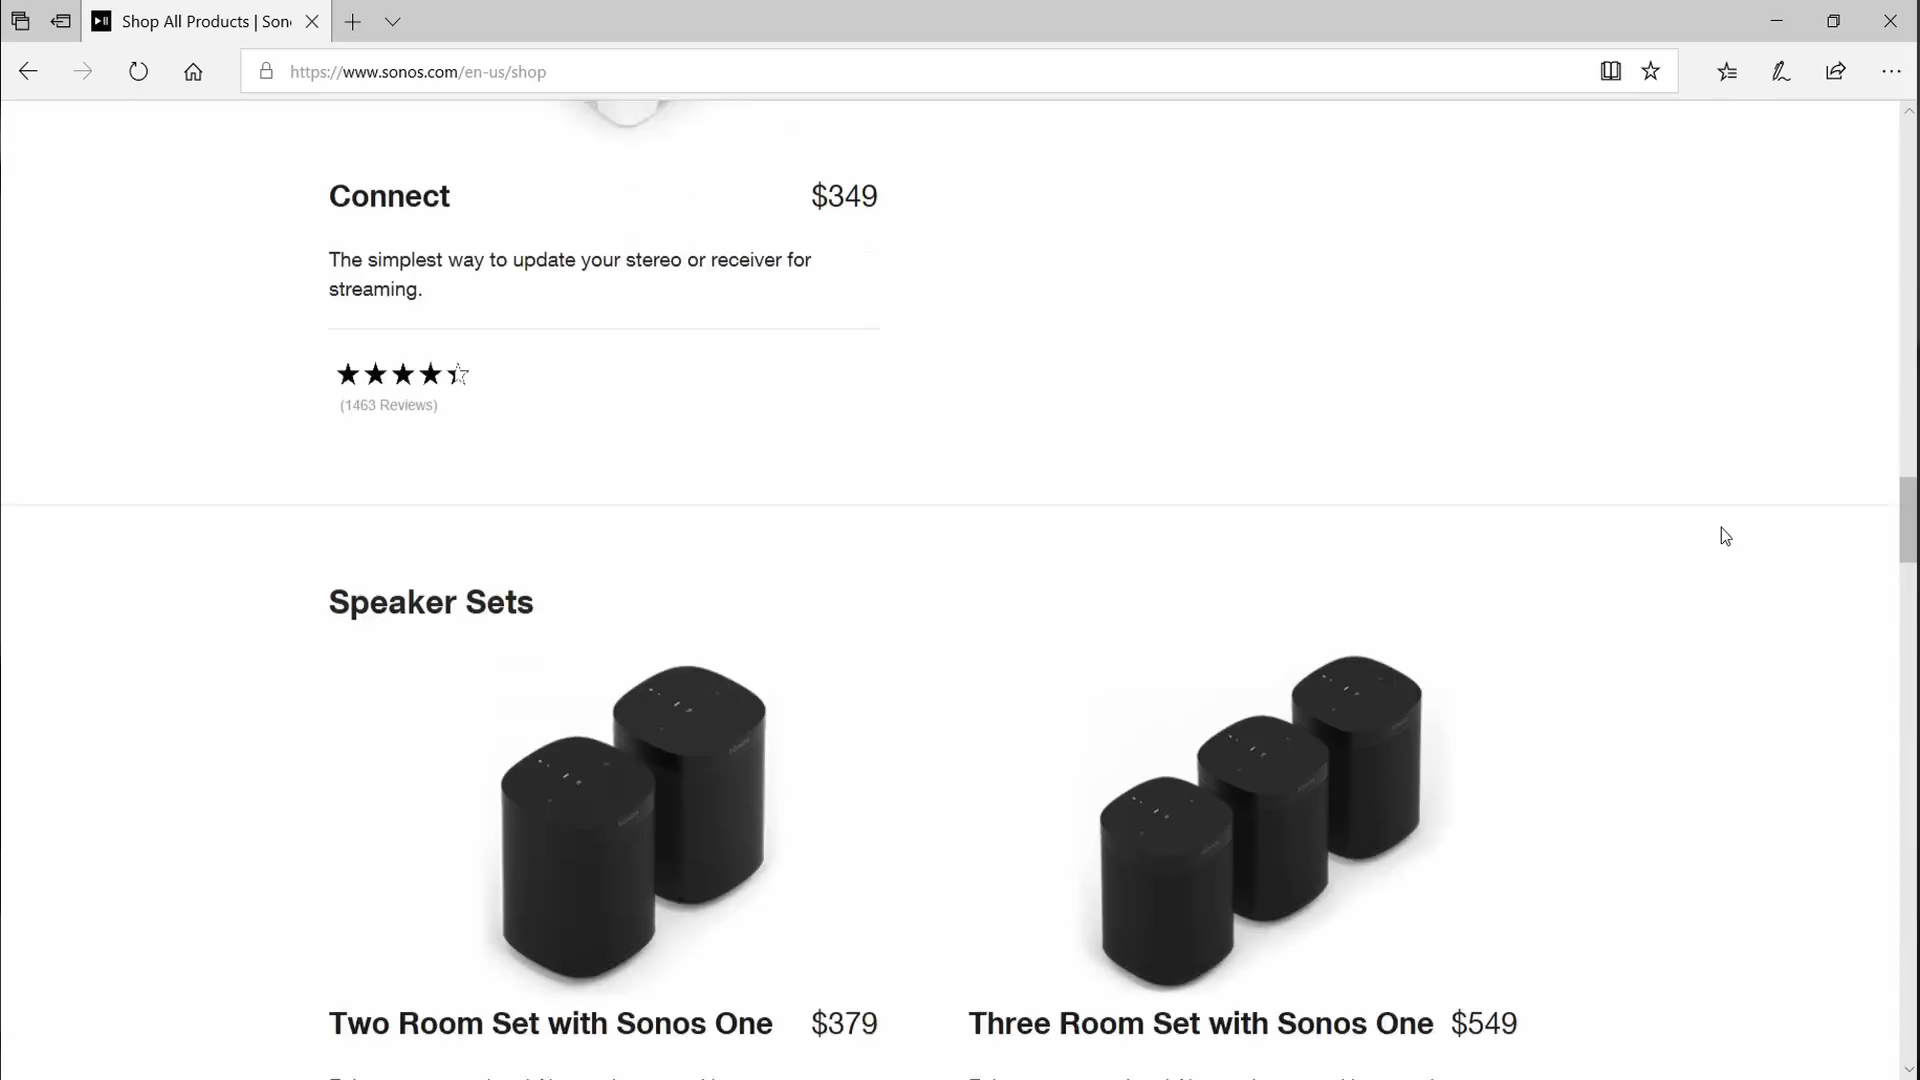 Shop All Products | Son
https://www.sonos.com/en-us/shop
Connect
$349
The simplest way to update your stereo or receiver for
streaming.
(1463 Reviews)
Speaker Sets
Two Room Set with Sonos One
$379
Three Room Set with Sonos One
$549